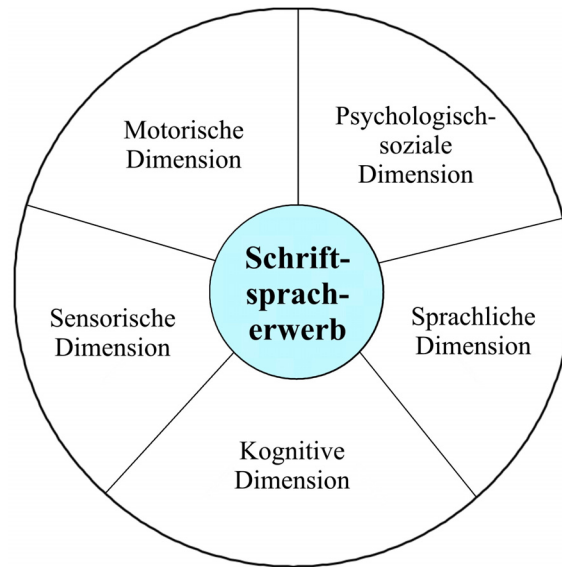 Motorische
Dimension
Psychologisch-
soziale
Dimension
Schrift-
sprach-
erwerb
Sensorische
Dimension
Sprachliche
Dimension
Kognitive
Dimension